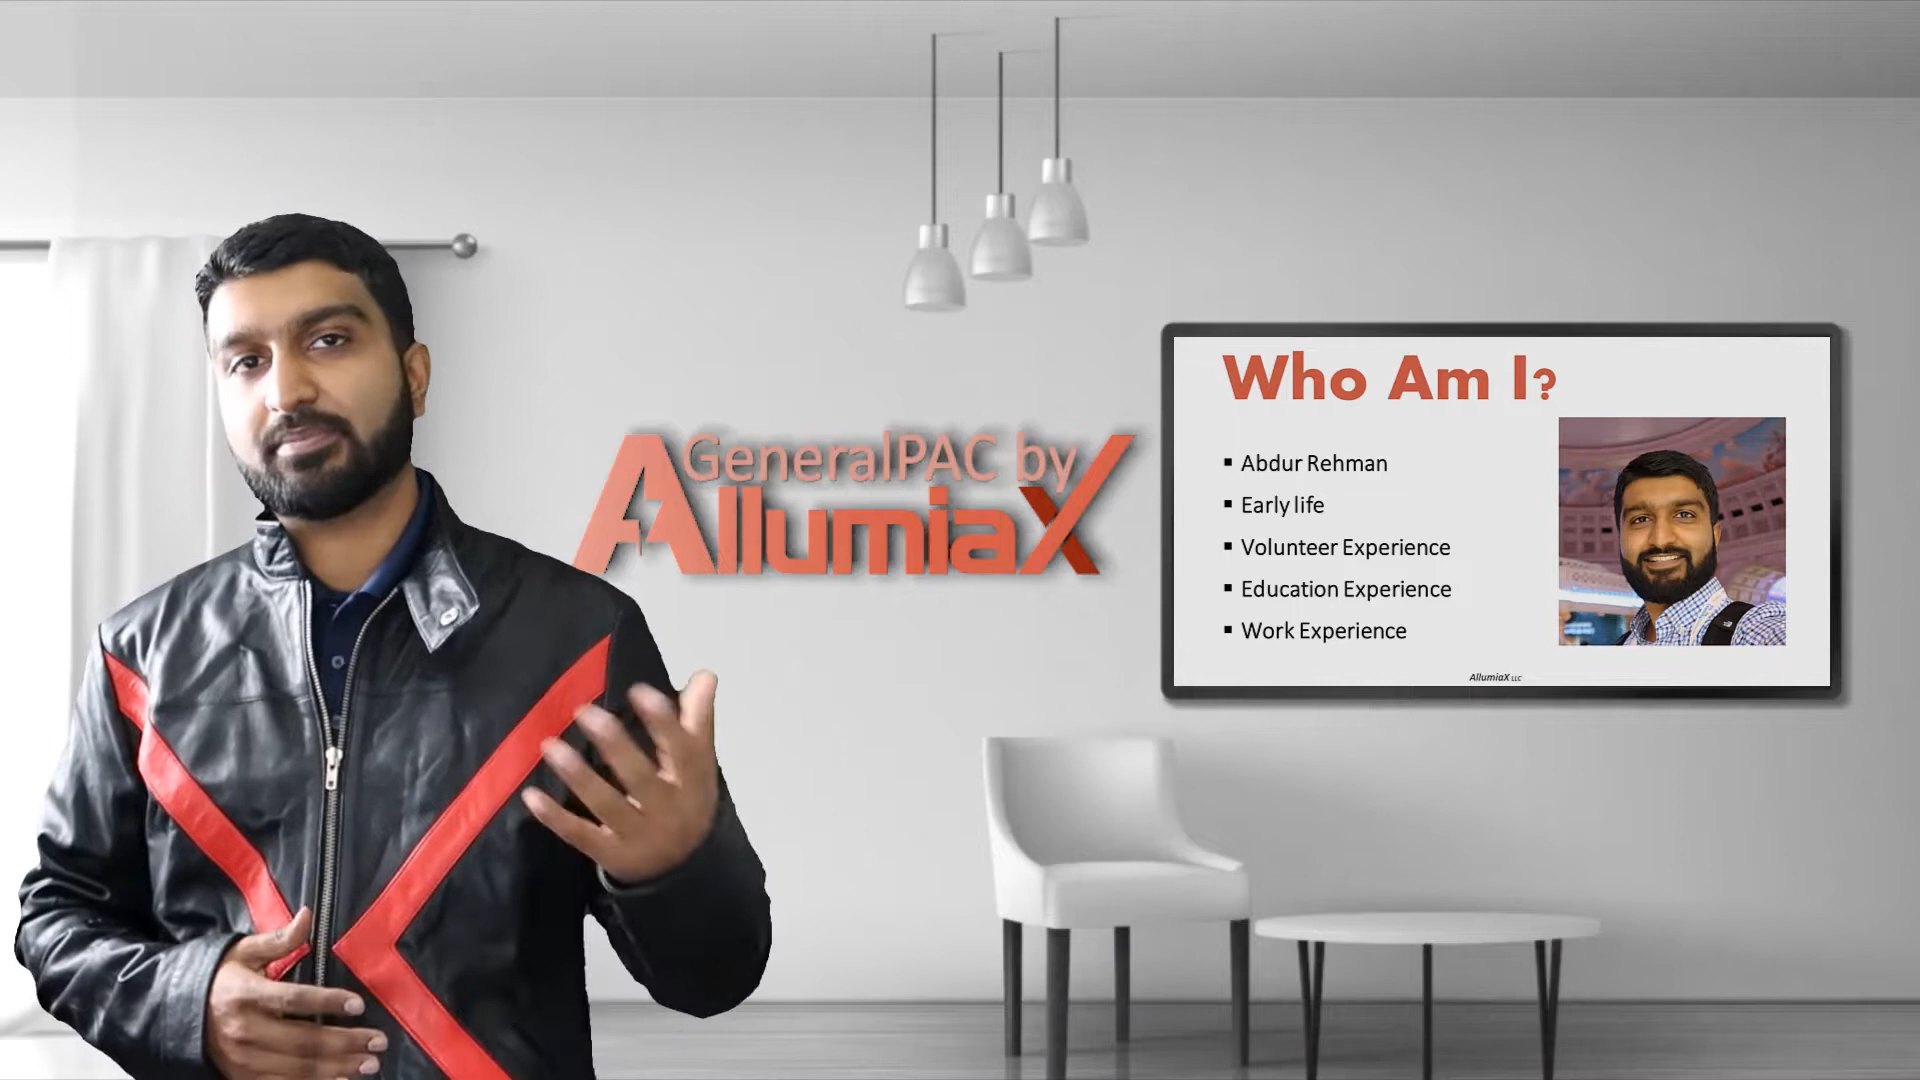 GeneralPAC by
AllumiaX
Who Am I?
▪ Abdur Rehman
▪ Early life
▪ Volunteer Experience
▪ Education Experience
▪ Work Experience
AllumiaX LLC